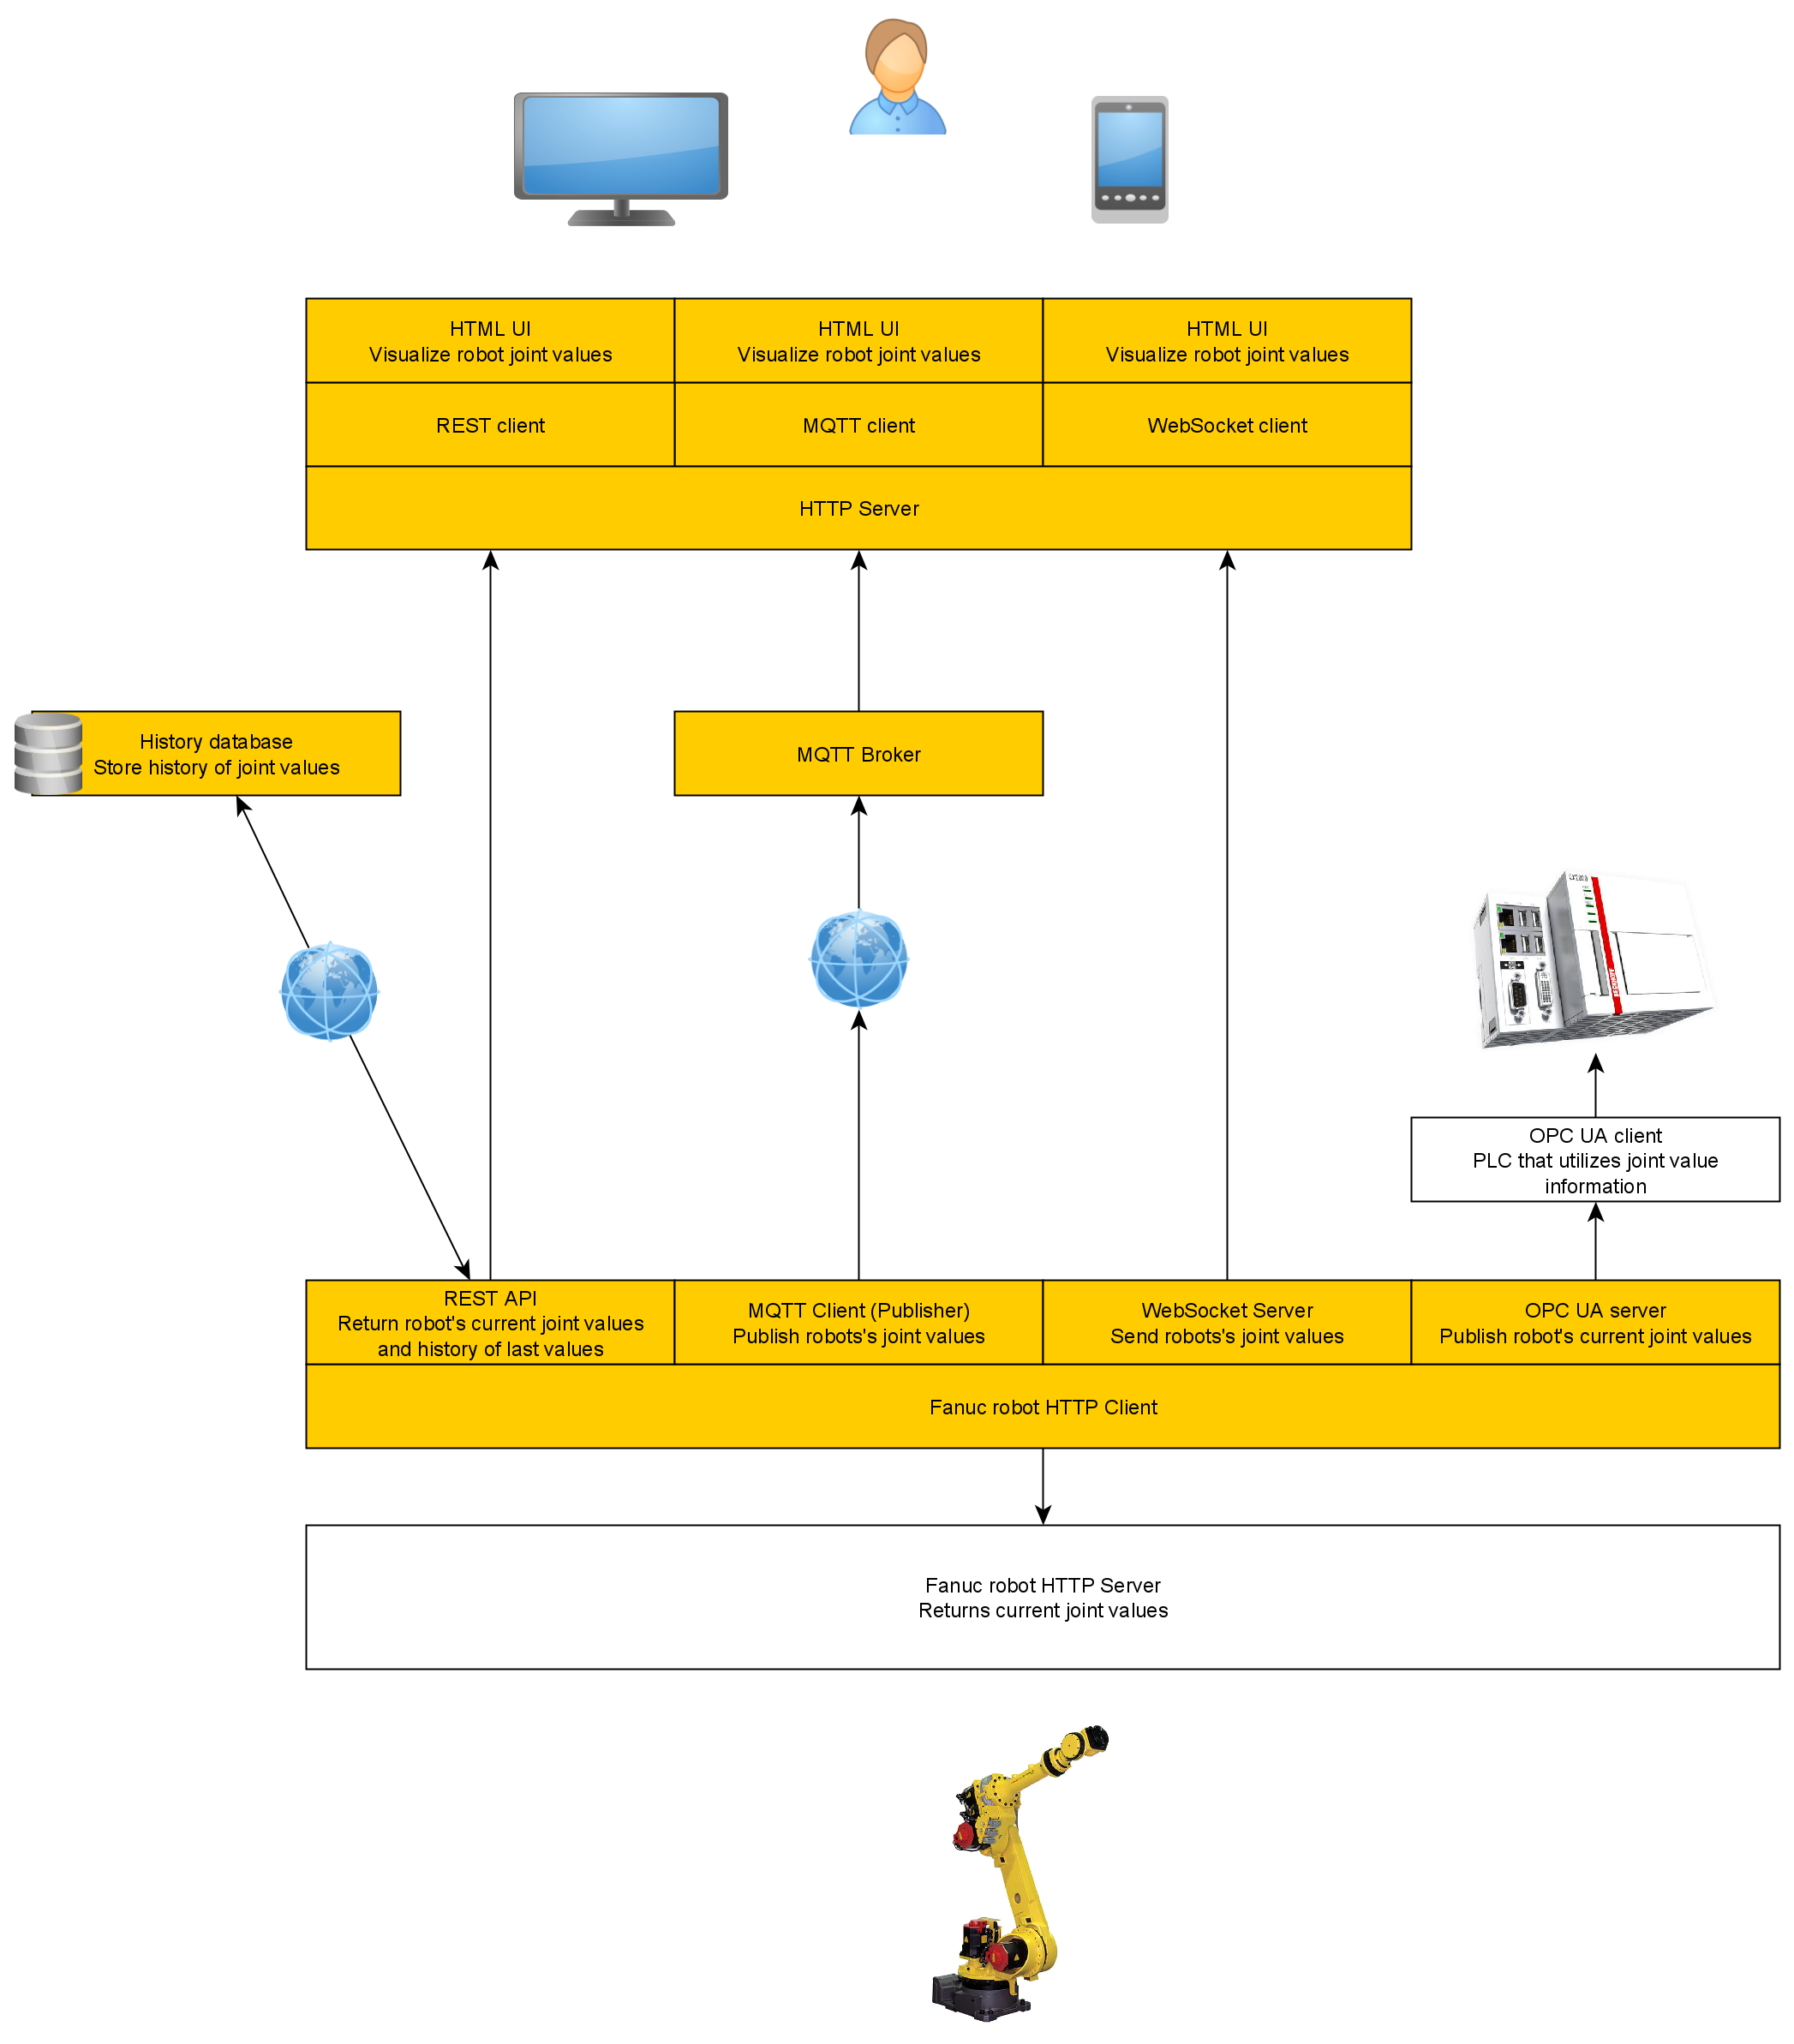 HTML UI
Visualize robot joint values
HTML UI
Visualize robot joint values
HTML UI
Visualize robot joint values
REST client
MQTT client
WebSocket client
HTTP Server
History database
Store history of joint values
MQTT Broker
OPC UA client
PLC that utilizes joint value
information
REST API
Return robot's current joint values
and history of last values
MQTT Client (Publisher)
Publish robots's joint values
WebSocket Server
Send robots's joint values
OPC UA server
Publish robot's current joint values
Fanuc robot HTTP Client
Fanuc robot HTTP Server
Returns current joint values